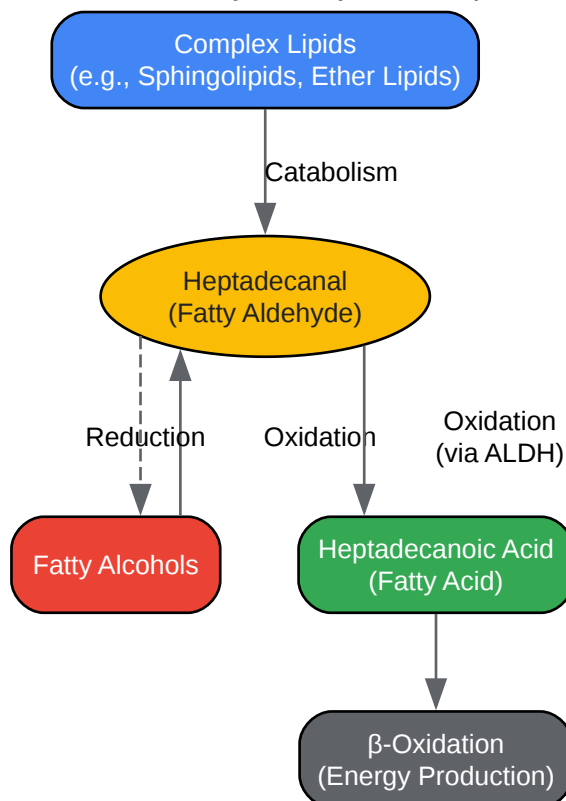 Complex Lipids
(e.g., Sphingolipids, Ether Lipids)
Catabolism
Heptadecanal
(Fatty Aldehyde)
Reduction
Oxidation
Oxidation
(via ALDH)
Fatty Alcohols
Heptadecanoic Acid
(Fatty Acid)
β-Oxidation
(Energy Production)